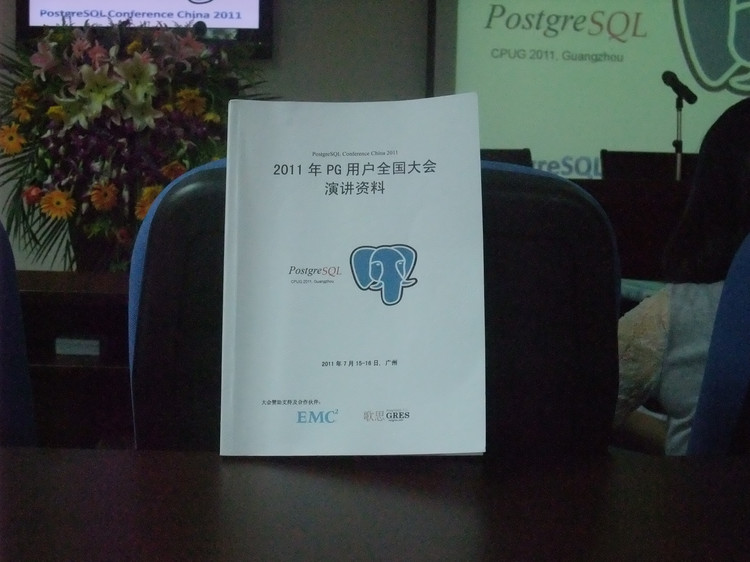 PostgreSQL Conference China 2011
PostgreSQL
CPUG 2011, Guangzhou
greSQL
PostgreSQL Conference China 2011
2011 年 PG 用户全国大会
演讲资料
PostgreSQL
CPUG 2011, Guangzhou
2011 年 7 月 15-16 日, 广州
大会赞助支持及合作伙伴:
EMC²
歌思 GRES